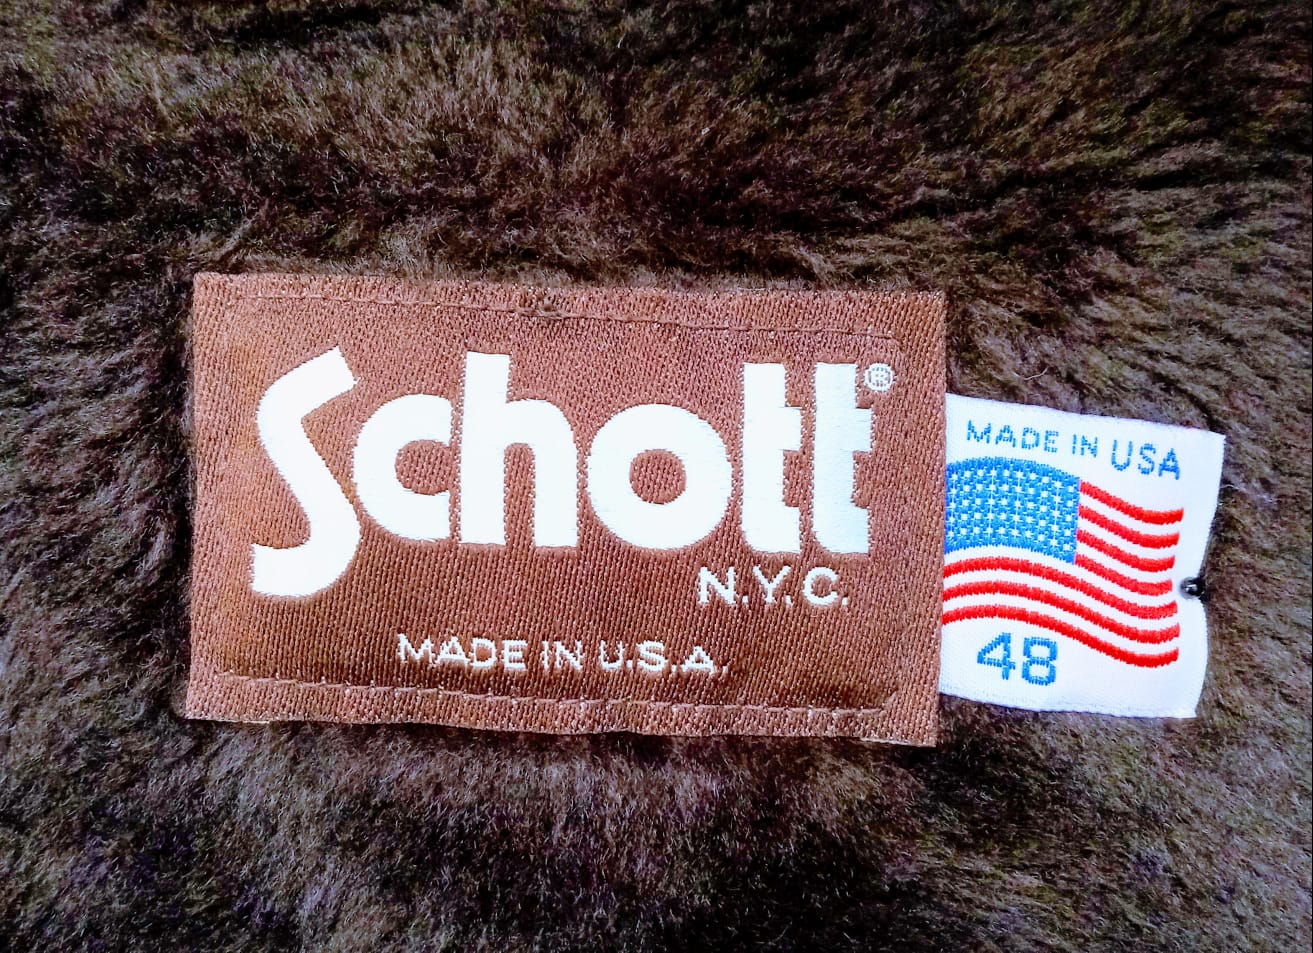 Schott®
N.Y.C.
MADE IN U.S.A.
MADE IN USA
48